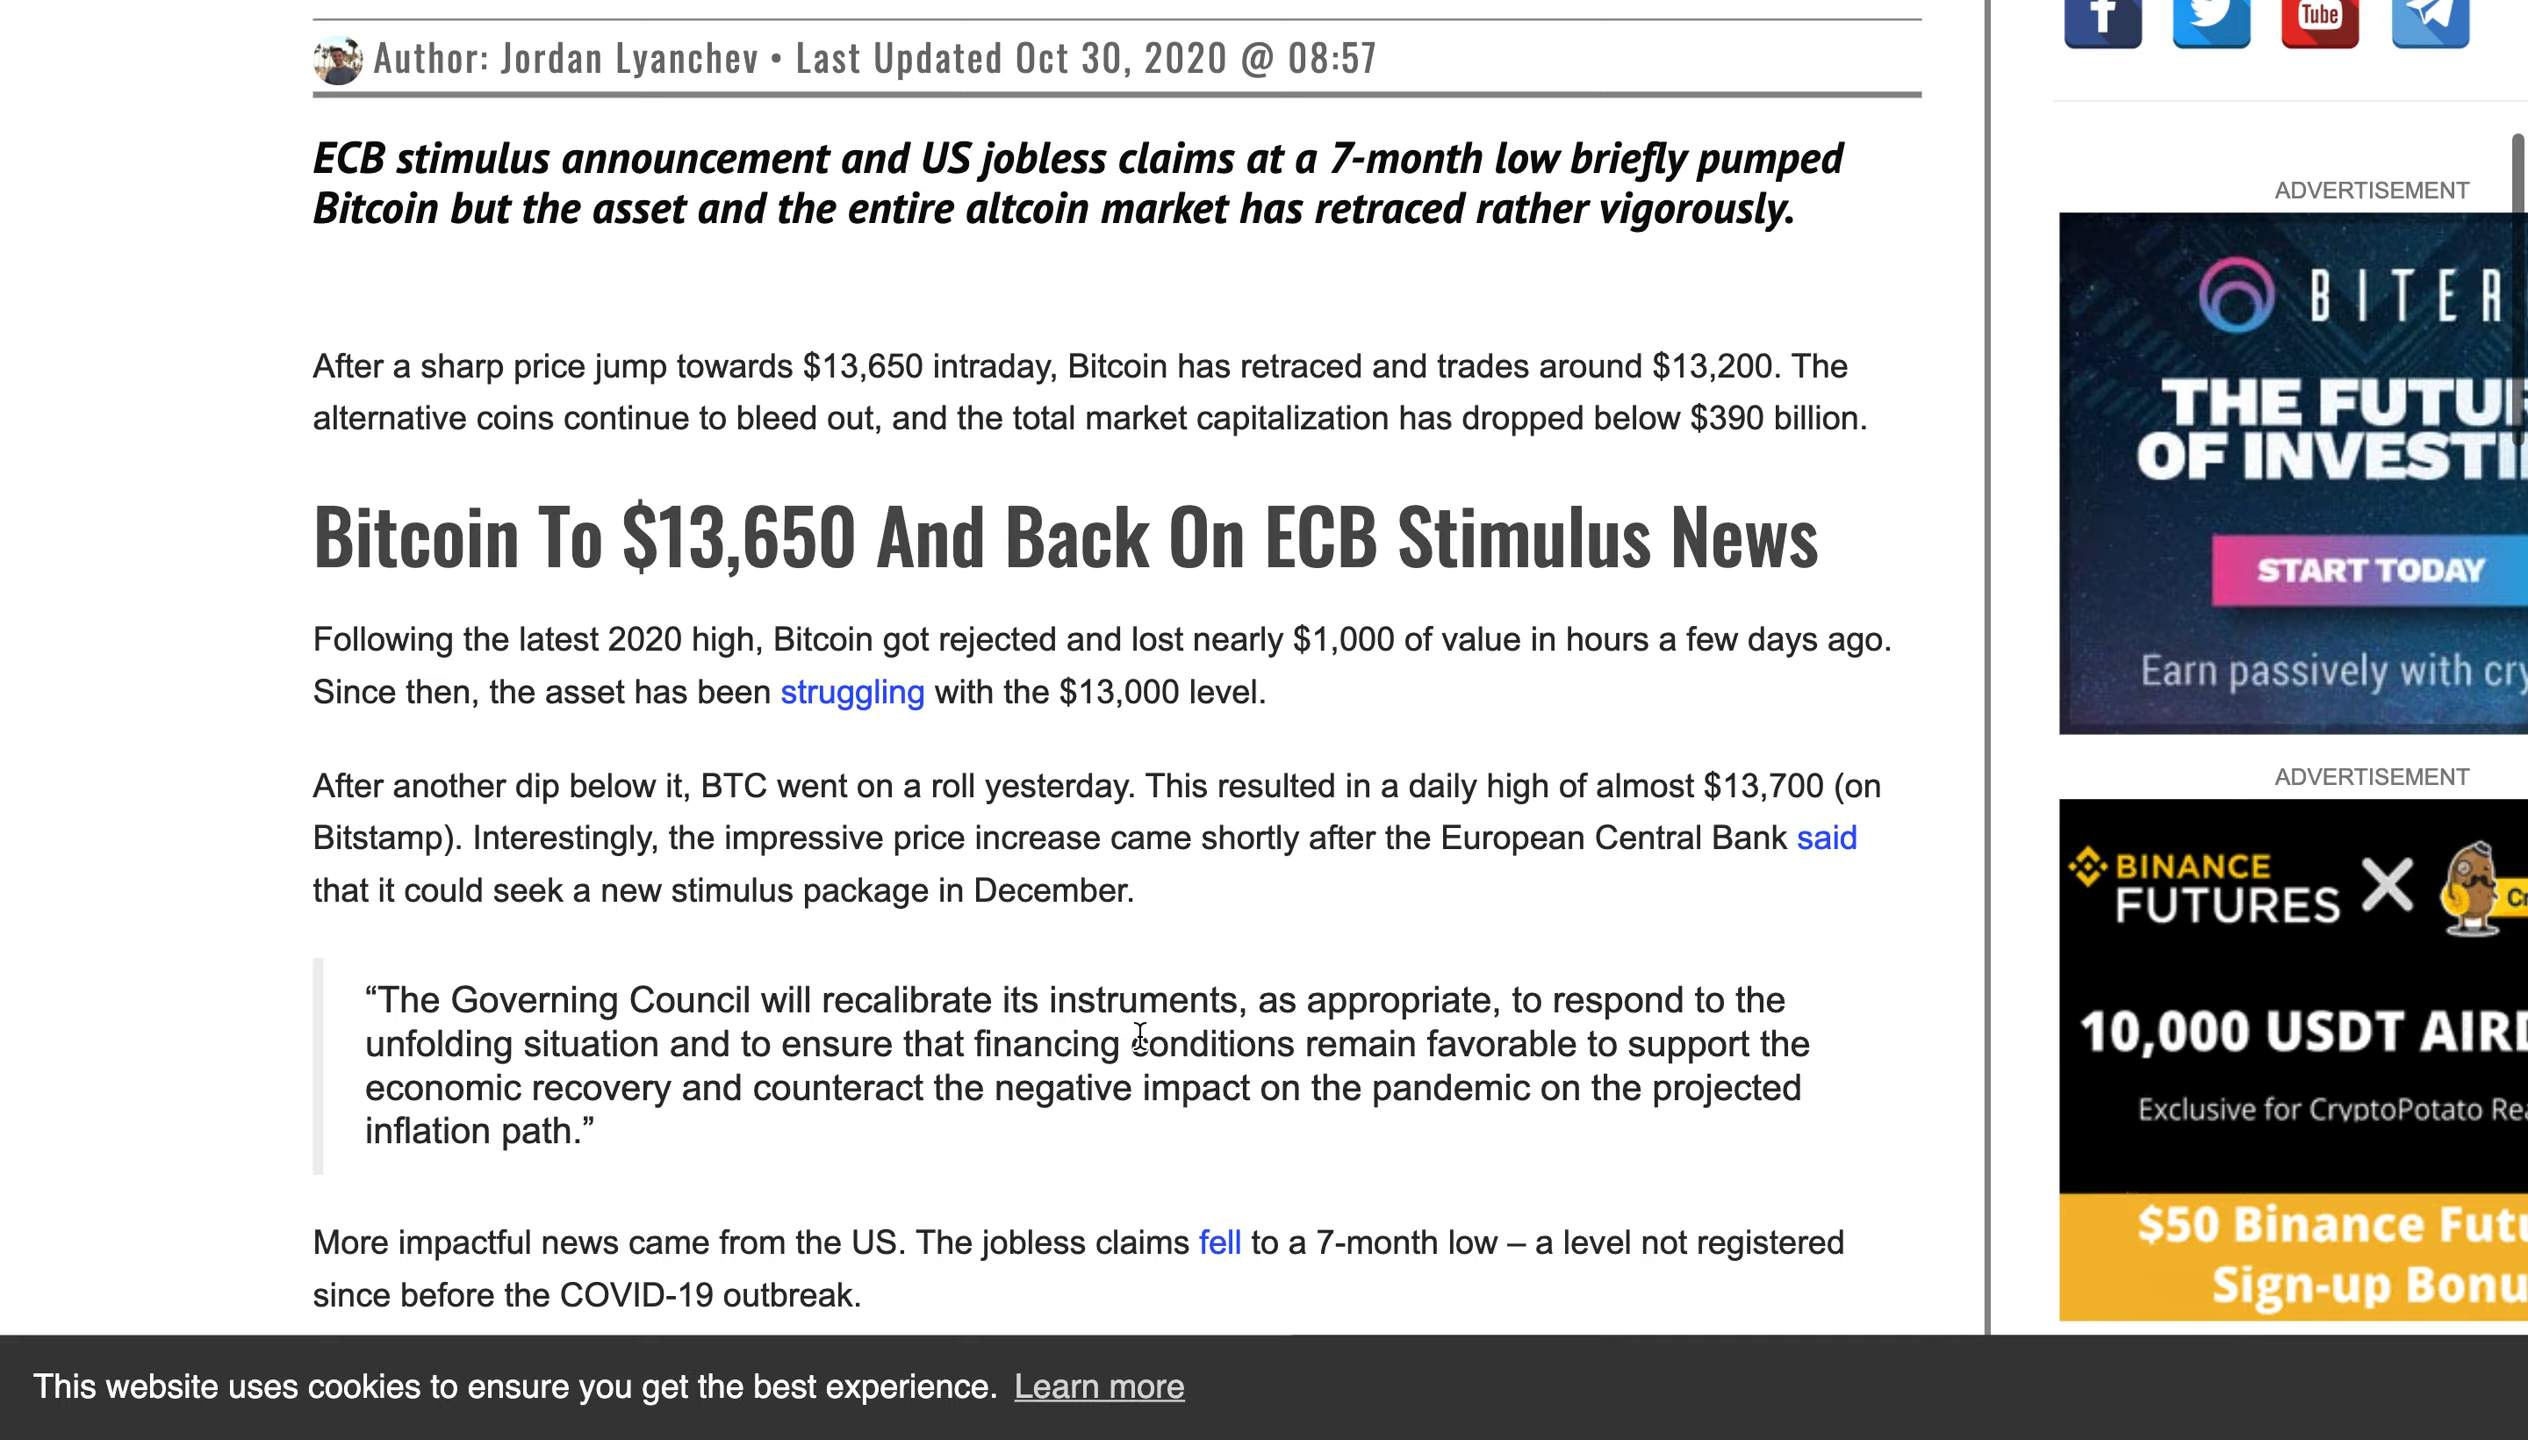 Tube
Author: Jordan Lyanchev • Last Updated Oct 30, 2020 @ 08:57
ECB stimulus announcement and US jobless claims at a 7-month low briefly pumped
Bitcoin but the asset and the entire altcoin market has retraced rather vigorously.
After a sharp price jump towards $13,650 intraday, Bitcoin has retraced and trades around $13,200. The
alternative coins continue to bleed out, and the total market capitalization has dropped below $390 billion.
Bitcoin To $13,650 And Back On ECB Stimulus News
Following the latest 2020 high, Bitcoin got rejected and lost nearly $1,000 of value in hours a few days ago.
Since then, the asset has been struggling with the $13,000 level.
After another dip below it, BTC went on a roll yesterday. This resulted in a daily high of almost $13,700 (on
Bitstamp). Interestingly, the impressive price increase came shortly after the European Central Bank said
that it could seek a new stimulus package in December.
“The Governing Council will recalibrate its instruments, as appropriate, to respond to the
unfolding situation and to ensure that financing conditions remain favorable to support the
economic recovery and counteract the negative impact on the pandemic on the projected
inflation path.”
More impactful news came from the US. The jobless claims fell to a 7-month low – a level not registered
since before the COVID-19 outbreak.
ADVERTISEMENT
BITER
THE FUTU
OF INVESTI
START TODAY
Earn passively with cry
ADVERTISEMENT
BINANCE
FUTURES X Cr
10,000 USDT AIRD
Exclusive for CryptoPotato Rea
$50 Binance Futu
Sign-up Bonu
This website uses cookies to ensure you get the best experience. Learn more